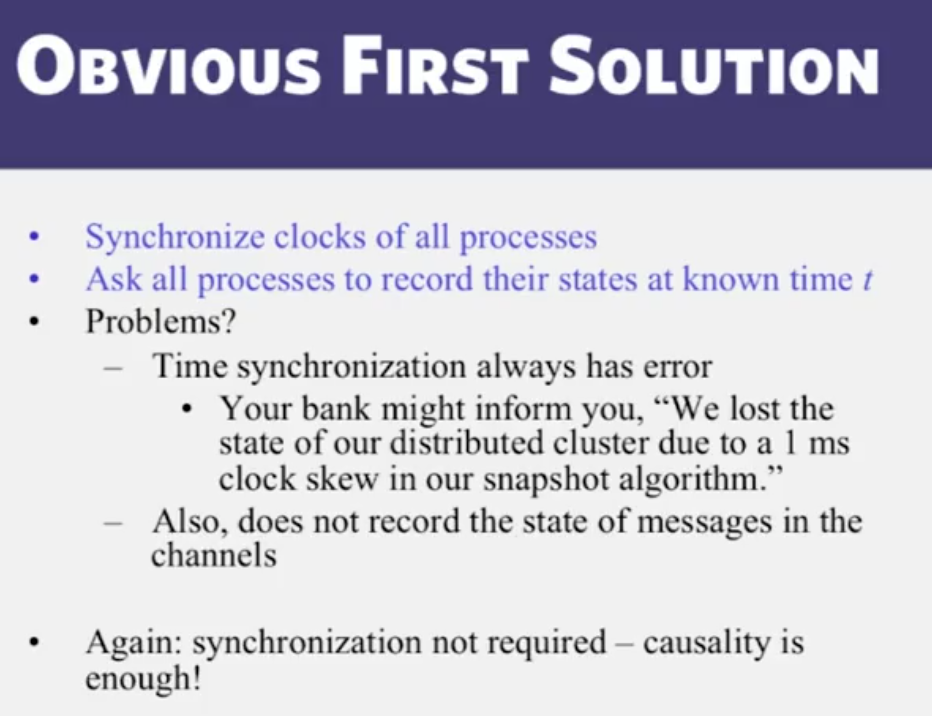 OBVIOUS FIRST SOLUTION
• Synchronize clocks of all processes
• Ask all processes to record their states at known time t
• Problems?
– Time synchronization always has error
• Your bank might inform you, “We lost the
state of our distributed cluster due to a 1 ms
clock skew in our snapshot algorithm.”
– Also, does not record the state of messages in the
channels
• Again: synchronization not required – causality is
enough!